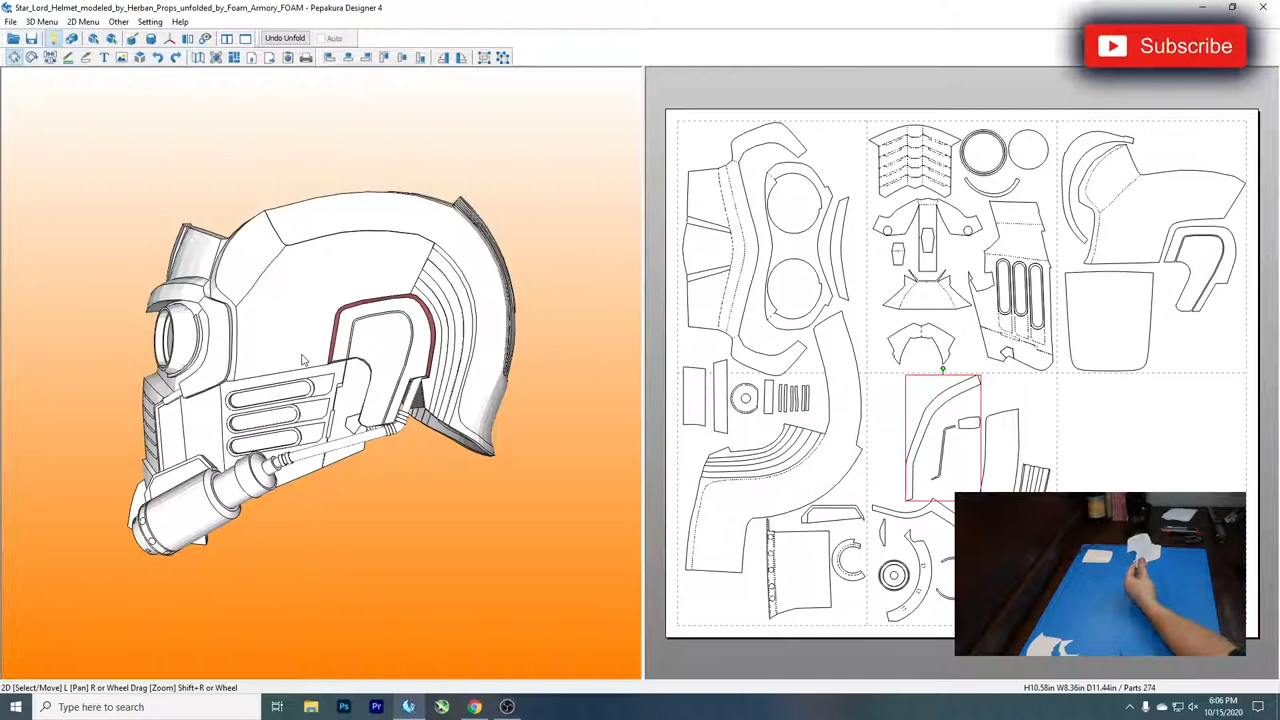 Star_Lord_Helmet_modeled_by_Herban_Props_unfolded_by_Foam_Armory_FOAM - Pepakura Designer 4
File 3D Menu 2D Menu Other Setting Help
Undo Unfold Auto
Subscribe
2D [Select/Move] L [Pan] R or Wheel Drag [Zoom] Shift+R or Wheel
H10.58in W8.36in D11.44in / Parts 274
Type here to search
6:06 PM
10/15/2020